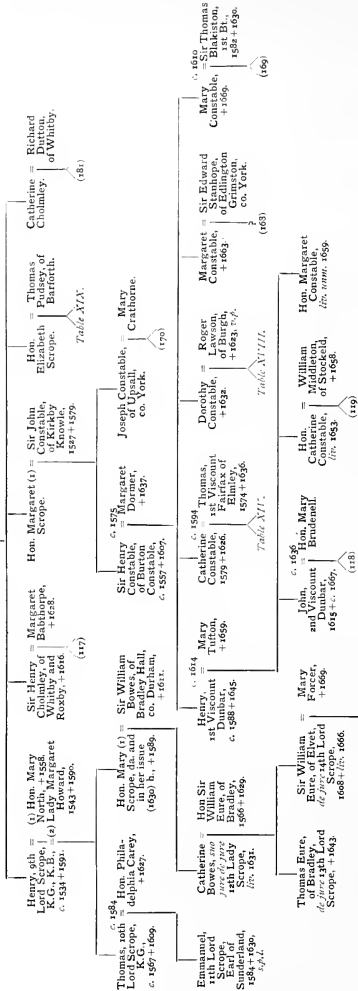 Henry, 9th
Lord Scrope,
K.G., K.B.,
c. 1534+1591.
= (1) Hon. Mary
North, +1558.
=(2) Lady Margaret
Howard,
1543+1590.
Sir Henry
Cholmley, of
Whitby and
Roxby, +1616.
= Margaret
Babthorpe,
+1628.
(117)
Hon. Margaret (1)
Scrope.
= Sir John
Constable,
of Kirkby
Knowle,
1527+1579.
Hon.
Elizabeth
Scrope.
= Thomas
Pudsey, of
Barforth.
Table XIX.
Catherine
Cholmley.
= Richard
Dutton,
of Whitby.
(181)
c. 1584
Thomas, 10th
Lord Scrope,
K.G.,
c. 1567+1609.
= Hon. Phila-
delphia Carey,
+1627.
Hon. Mary (1)
Scrope, da. and
in her issue
(1630) h., +1589.
= Sir William
Bowes, of
Bradley Hall,
co. Durham,
+1611.
c. 1575
Sir Henry
Constable,
of Burton
Constable,
c. 1557+1607.
= Margaret
Dormer,
+1637.
Joseph Constable,
of Upsall,
co. York.
= Mary
Crathorne.
(170)
Emmanuel,
11th Lord
Scrope,
Earl of
Sunderland,
1584+1630,
s.p.l.
Catherine
Bowes, suo
jure de jure
12th Lady
Scrope,
liv. 1631.
= Hon Sir
William
Eure, of
Bradley,
1566+1629.
c. 1614
Henry,
1st Viscount
Dunbar,
c. 1588+1645.
= Mary
Tufton,
+1659.
c. 1594
Catherine
Constable,
1579+1626.
= Thomas,
1st Viscount
Fairfax of
Elmley,
1574+1636.
Table XIV.
Dorothy
Constable,
+1632.
= Roger
Lawson,
of Burgh,
+1623, v.p.
Table XVIII.
Margaret
Constable,
+1663.
= Sir Edward
Stanhope,
of Edlington
Grimston,
co. York.
?
(168)
c. 1610
Mary
Constable,
+1669.
= Sir Thomas
Blakiston,
1st Bt.,
1582+1630.
(169)
Thomas Eure,
of Bradley,
de jure 13th Lord
Scrope, +1643.
Sir William
Eure, of Elvet,
de jure 14th Lord
Scrope,
1608+liv. 1666.
= Mary
Forcer,
+1669.
c. 1636
John,
2nd Viscount
Dunbar,
1615+c. 1667.
= Hon. Mary
Brudenell.
(118)
Hon.
Catherine
Constable,
liv. 1653.
= William
Middleton,
of Stockeld,
+1658.
(119)
Hon. Margaret
Constable,
liv. unm. 1659.